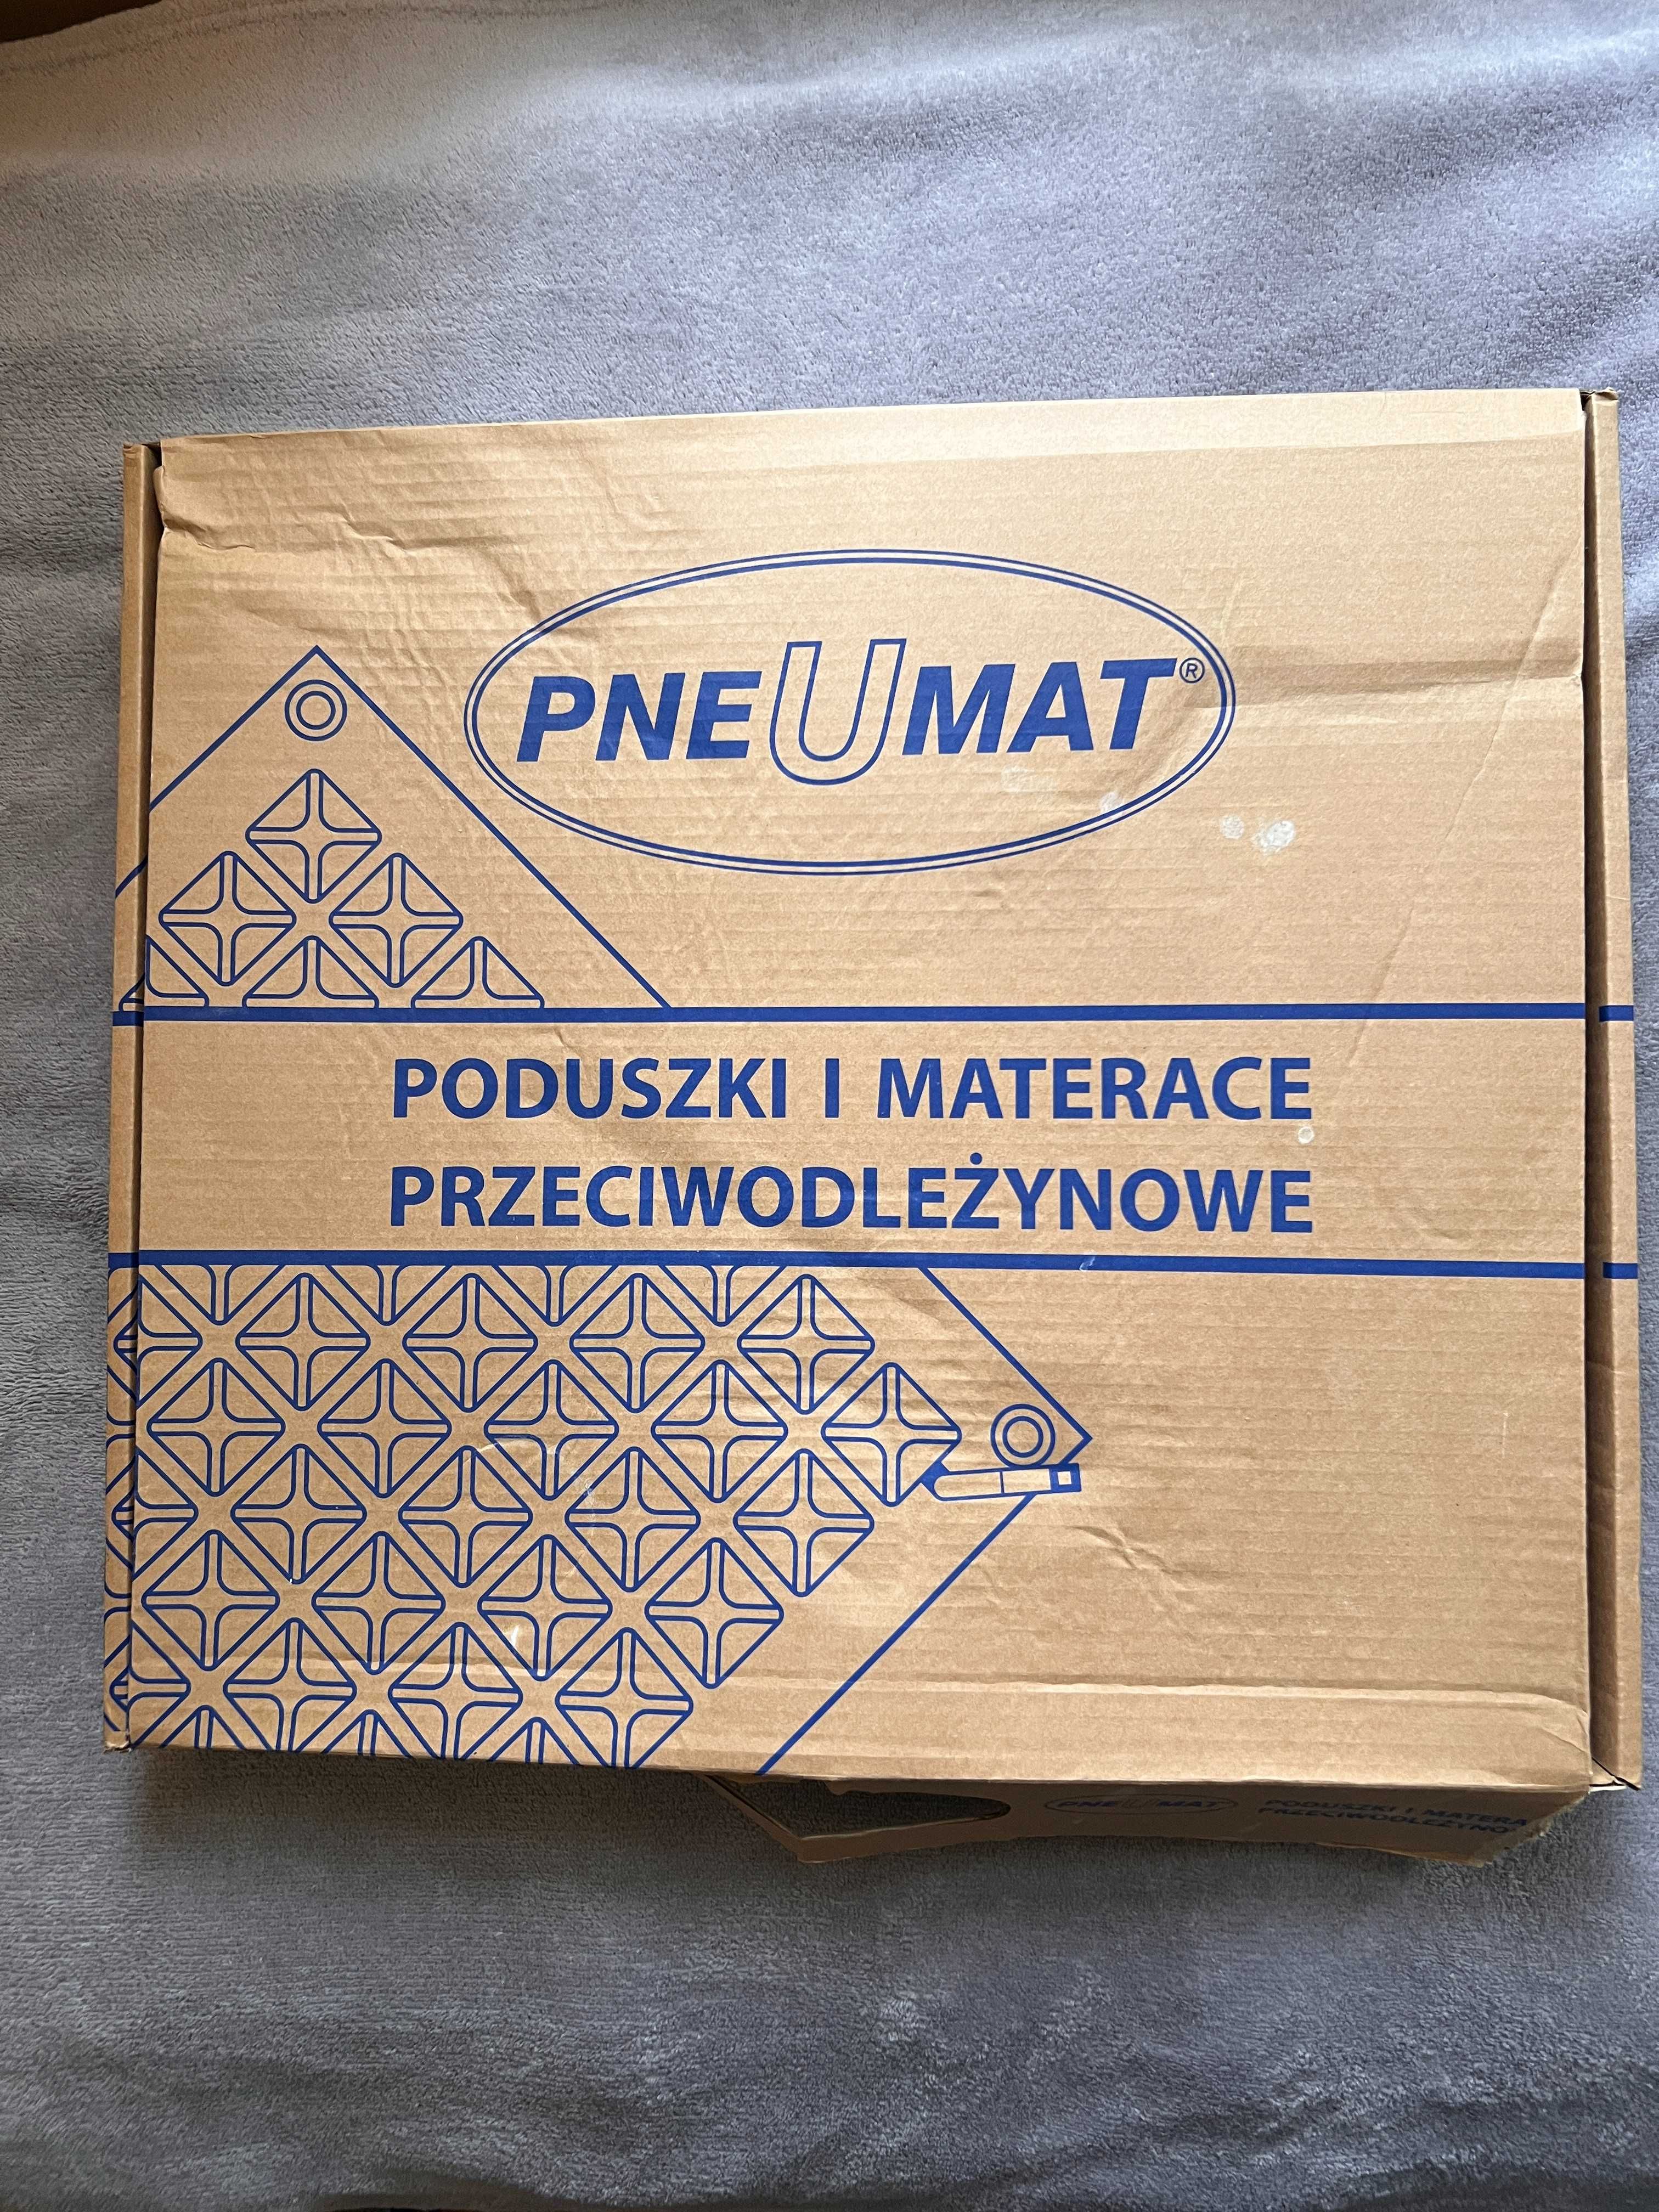 PNEUMAT®
PODUSZKI I MATERACE
PRZECIWODLEŻYNOWE
PNEUMAT
PODUSZKI I MATERA
PRZECIWODLEŻYNO